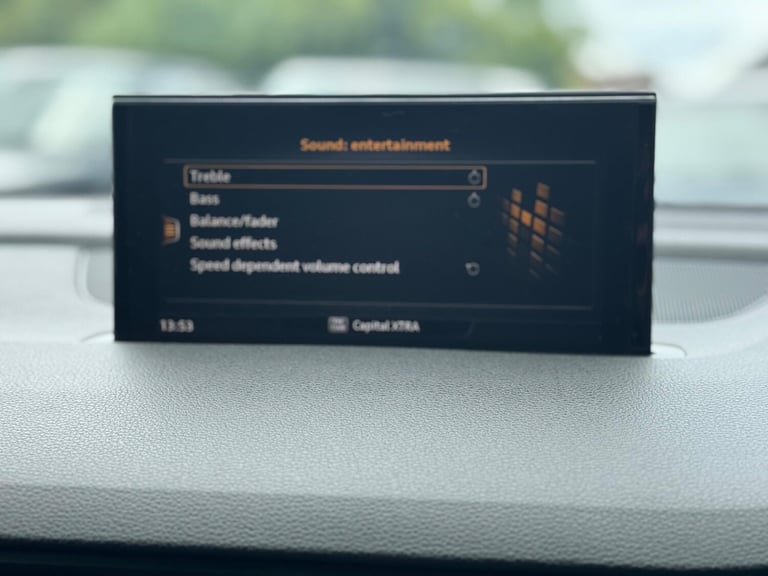 Sound: entertainment
Treble
Bass
Balance/fader
Sound effects
Speed dependent volume control
13:53 Capital XTRA